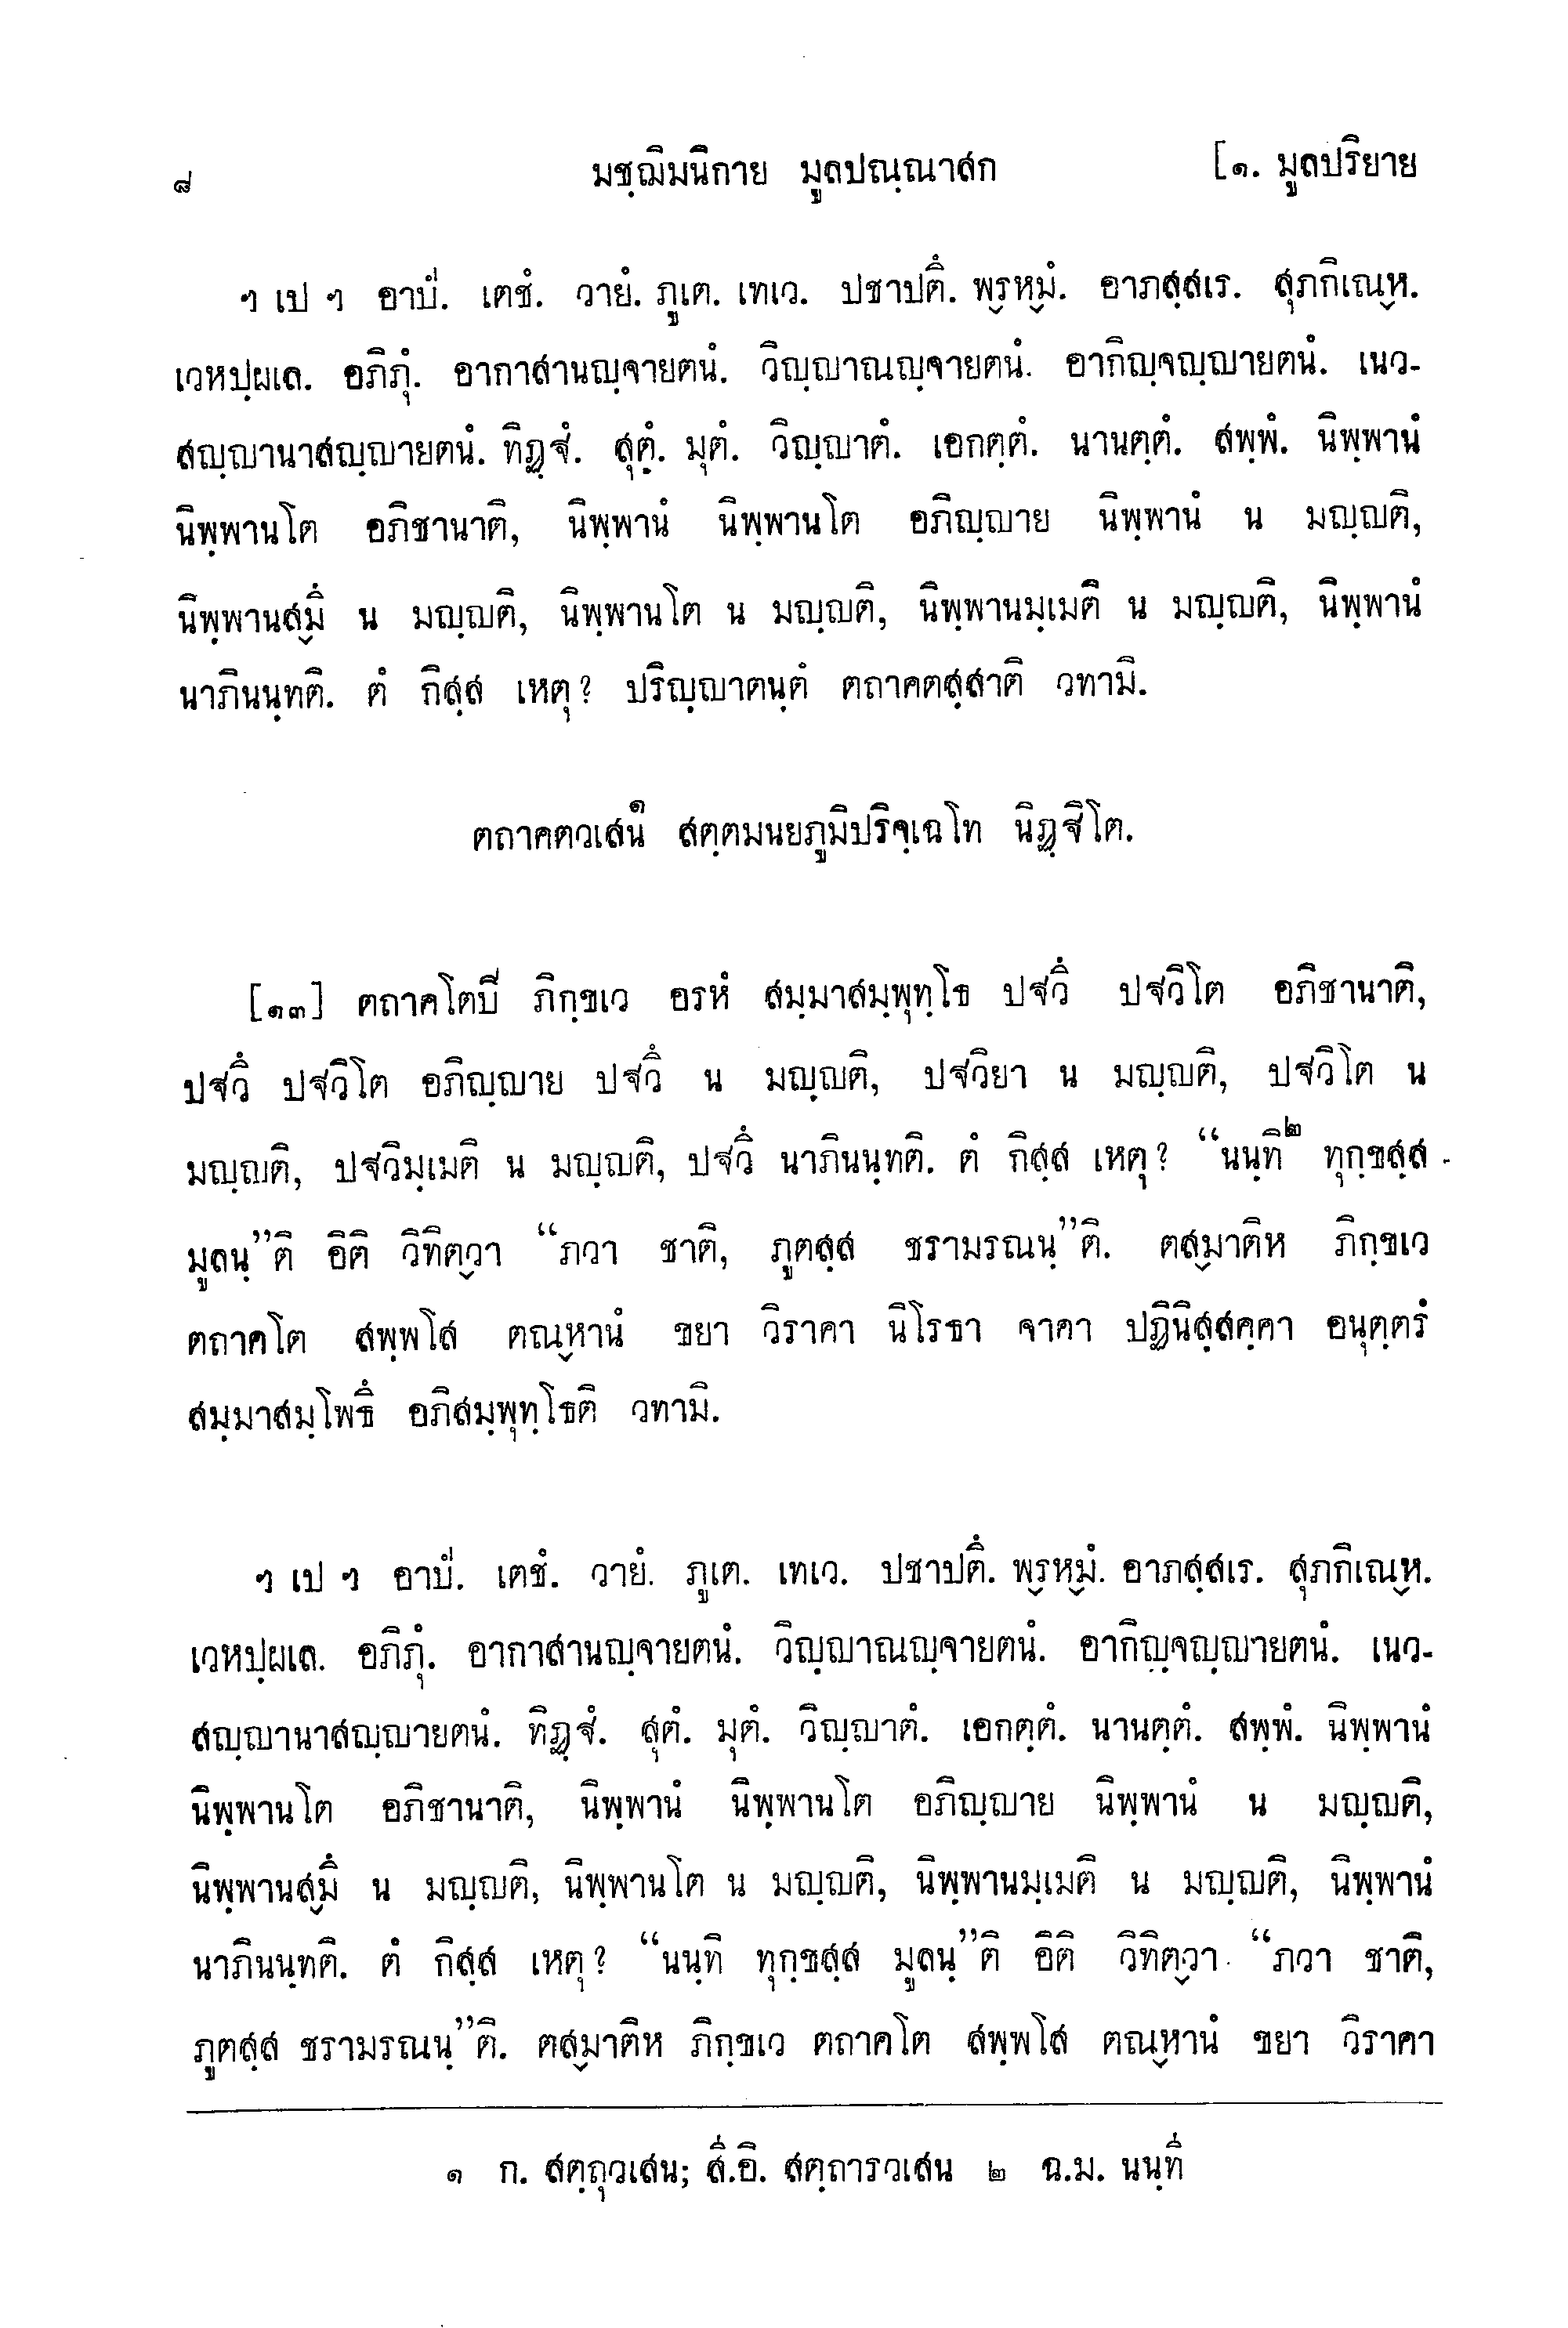 ๘ มชฺฌิมนิกาย มูลปณฺณาสก [๑. มูลปริยาย
ฯ เป ฯ อาปํ. เตชํ. วายํ. ภูเต. เทเว. ปชาปตึ. พฺรหฺมํ. อาภสฺสเร. สุภกิเณฺห.
เวหปฺผเล. อภิภุํ. อากาสานญฺจายตนํ. วิญฺญาณญฺจายตนํ. อากิญฺจญฺญายตนํ. เนว-
สญฺญานาสญฺญายตนํ. ทิฏฺฐํ. สุตฺํ. มุตํ. วิญฺญาตํ. เอกตฺตํ. นานตฺตํ. สพฺพํ. นิพฺพานํ
นิพฺพานโต อภิชานาติ, นิพฺพานํ นิพฺพานโต อภิญฺญาย นิพฺพานํ น มญฺญติ,
นิพฺพานสฺมึ น มญฺญติ, นิพฺพานโต น มญฺญติ, นิพฺพานมฺเมติ น มญฺญติ, นิพฺพานํ
นาภินนฺทติ. ตํ กิสฺส เหตุ? ปริญฺญาตนฺตํ ตถาคตสฺสาติ วทามิ.
ตถาคตวเสน๑ สตฺตมนยภูมิปริจฺเฉโท นิฏฺฐิโต.
[๑๓] ตถาคโตปิ ภิกฺขเว อรหํ สมฺมาสมฺพุทฺโธ ปฐวึ ปฐวิโต อภิชานาติ,
ปฐวึ ปฐวิโต อภิญฺญาย ปฐวึ น มญฺญติ, ปฐวิยา น มญฺญติ, ปฐวิโต น
มญฺญติ, ปฐวิมฺเมติ น มญฺญติ, ปฐวึ นาภินนฺทติ. ตํ กิสฺส เหตุ? “นนฺทิ๒ ทุกฺขสฺส
มูลนฺ”ติ อิติ วิทิตฺวา “ภวา ชาติ, ภูตสฺส ชรามรณนฺ”ติ. ตสฺมาติห ภิกฺขเว
ตถาคโต สพฺพโส ตณฺหานํ ขยา วิราคา นิโรธา จาคา ปฏินิสฺสคฺคา อนุตฺตรํ
สมฺมาสมฺโพธึ อภิสมฺพุทฺโธติ วทามิ.
ฯ เป ฯ อาปํ. เตชํ. วายํ. ภูเต. เทเว. ปชาปตึ. พฺรหฺมํ. อาภสฺสเร. สุภกิเณฺห.
เวหปฺผเล. อภิภุํ. อากาสานญฺจายตนํ. วิญฺญาณญฺจายตนํ. อากิญฺจญฺญายตนํ. เนว-
สญฺญานาสญฺญายตนํ. ทิฏฺฐํ. สุตํ. มุตํ. วิญฺญาตํ. เอกตฺตํ. นานตฺตํ. สพฺพํ. นิพฺพานํ
นิพฺพานโต อภิชานาติ, นิพฺพานํ นิพฺพานโต อภิญฺญาย นิพฺพานํ น มญฺญติ,
นิพฺพานสฺมึ น มญฺญติ, นิพฺพานโต น มญฺญติ, นิพฺพานมฺเมติ น มญฺญติ, นิพฺพานํ
นาภินนฺทติ. ตํ กิสฺส เหตุ? “นนฺทิ ทุกฺขสฺส มูลนฺ”ติ อิติ วิทิตฺวา “ภวา ชาติ,
ภูตสฺส ชรามรณนฺ”ติ. ตสฺมาติห ภิกฺขเว ตถาคโต สพฺพโส ตณฺหานํ ขยา วิราคา
๑ ก. สตฺถุวเสน; สี.อิ. สตฺถารวเสน ๒ ฉ.ม. นนฺที